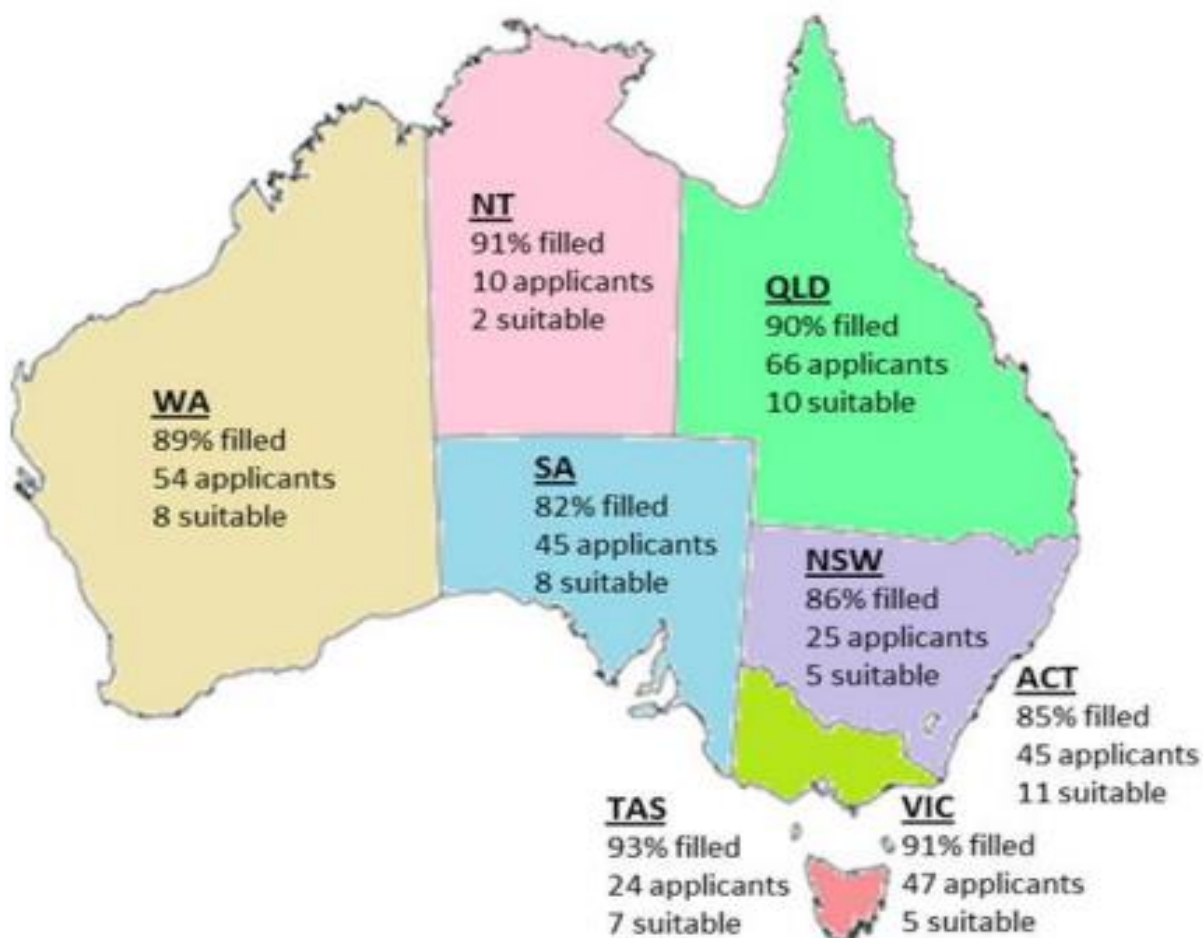 NT
91% filled
10 applicants
2 suitable
QLD
90% filled
66 applicants
10 suitable
WA
89% filled
54 applicants
8 suitable
SA
82% filled
45 applicants
8 suitable
NSW
86% filled
25 applicants
5 suitable
ACT
85% filled
45 applicants
11 suitable
TAS
93% filled
24 applicants
7 suitable
VIC
91% filled
47 applicants
5 suitable